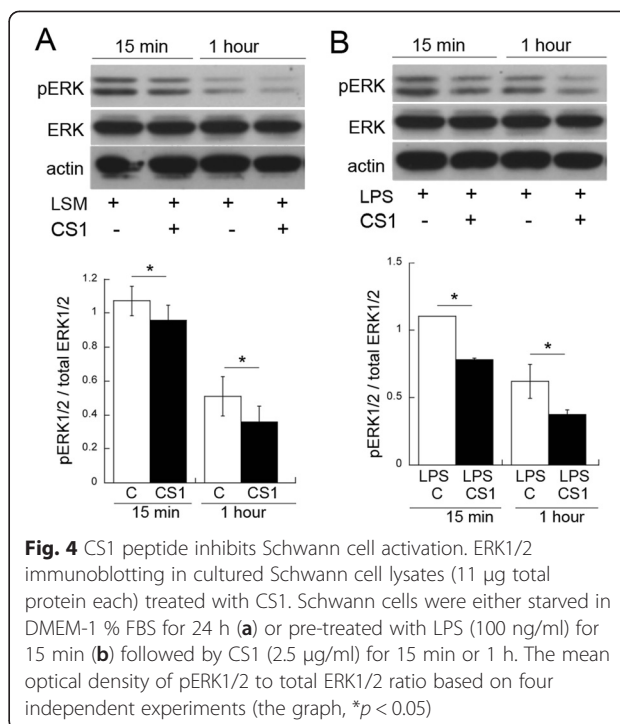 A
B
15 min 1 hour
15 min 1 hour
pERK
ERK
actin
pERK
ERK
actin
LSM + + + +
CS1 - + - +
LPS + + + +
CS1 - + - +
pERK1/2 / total ERK1/2
1.2
1
0.8
0.6
0.4
0.2
0
* *
C CS1 C CS1
15 min 1 hour
pERK1/2 / total ERK1/2
1.5
1
0.5
0
* *
LPS LPS LPS LPS
C CS1 C CS1
15 min 1 hour
Fig. 4 CS1 peptide inhibits Schwann cell activation. ERK1/2
immunoblotting in cultured Schwann cell lysates (11 μg total
protein each) treated with CS1. Schwann cells were either starved in
DMEM-1 % FBS for 24 h (a) or pre-treated with LPS (100 ng/ml) for
15 min (b) followed by CS1 (2.5 μg/ml) for 15 min or 1 h. The mean
optical density of pERK1/2 to total ERK1/2 ratio based on four
independent experiments (the graph, *p < 0.05)